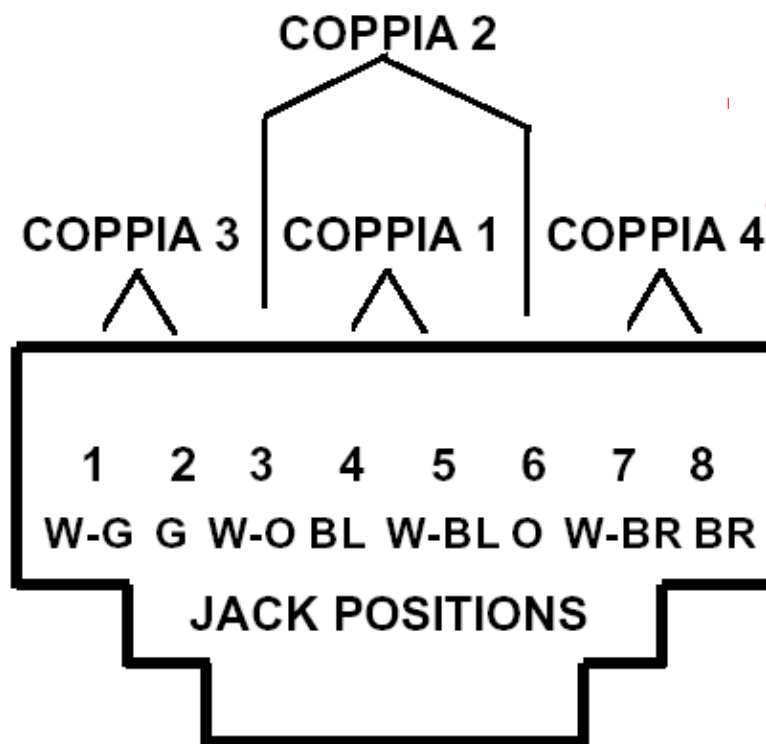 COPPIA 2
COPPIA 3 COPPIA 1 COPPIA 4
1 2 3 4 5 6 7 8
W-G G W-O BL W-BL O W-BR BR
JACK POSITIONS